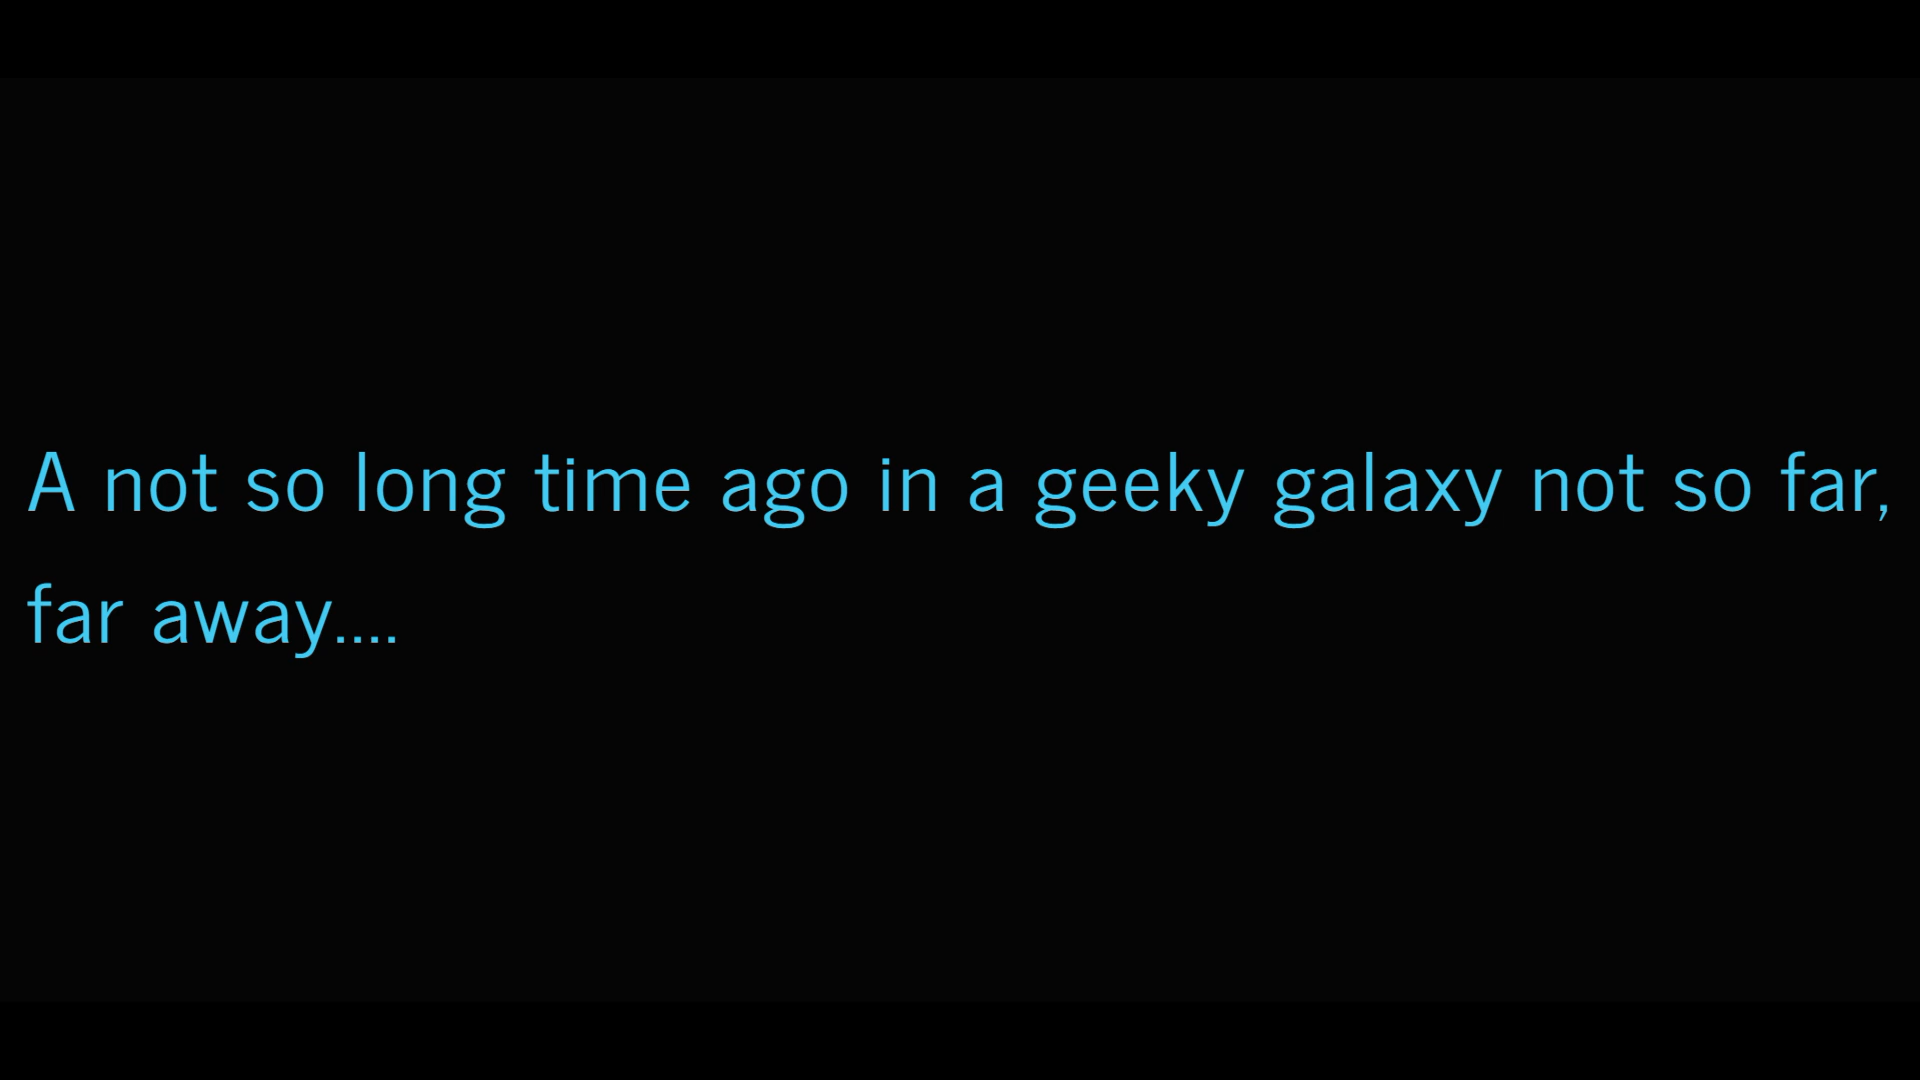 A not so long time ago in a geeky galaxy not so far,
far away....